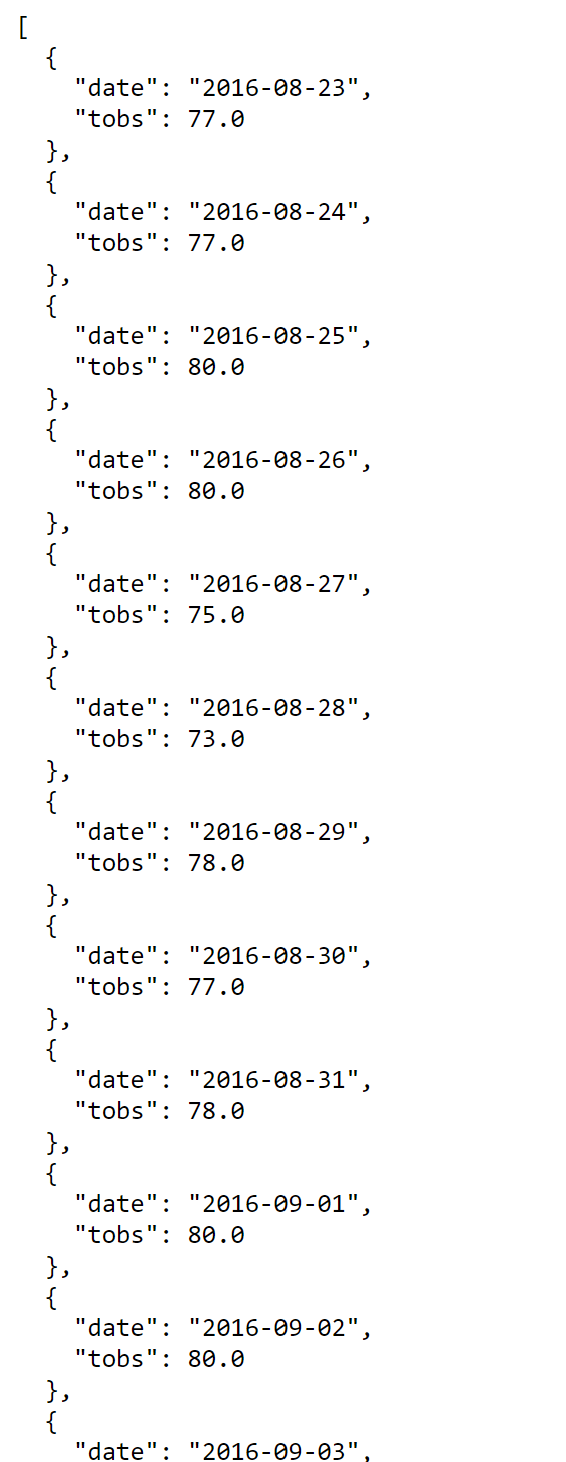 [
  {
    "date": "2016-08-23",
    "tobs": 77.0
  },
  {
    "date": "2016-08-24",
    "tobs": 77.0
  },
  {
    "date": "2016-08-25",
    "tobs": 80.0
  },
  {
    "date": "2016-08-26",
    "tobs": 80.0
  },
  {
    "date": "2016-08-27",
    "tobs": 75.0
  },
  {
    "date": "2016-08-28",
    "tobs": 73.0
  },
  {
    "date": "2016-08-29",
    "tobs": 78.0
  },
  {
    "date": "2016-08-30",
    "tobs": 77.0
  },
  {
    "date": "2016-08-31",
    "tobs": 78.0
  },
  {
    "date": "2016-09-01",
    "tobs": 80.0
  },
  {
    "date": "2016-09-02",
    "tobs": 80.0
  },
  {
    "date": "2016-09-03",